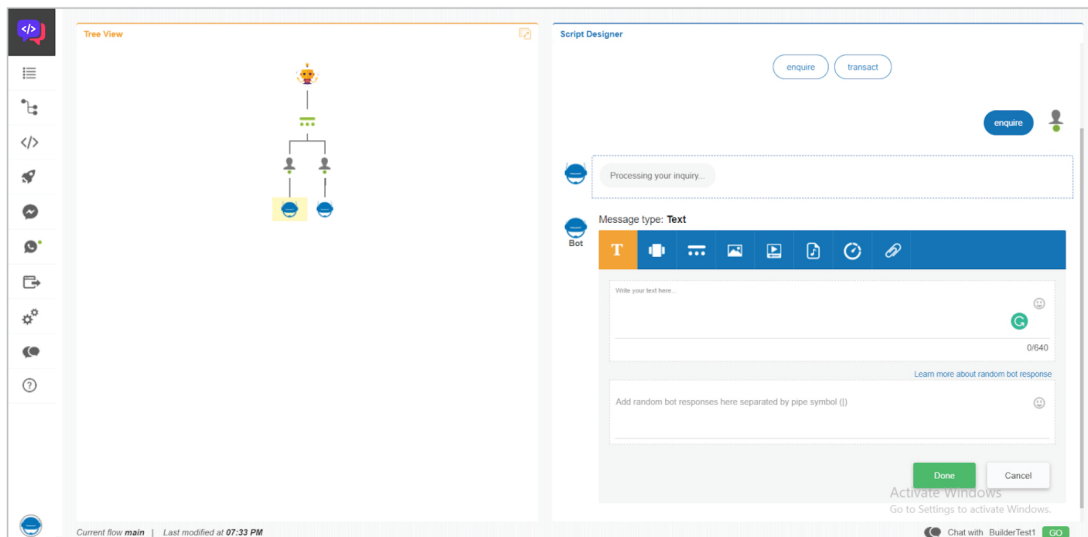 Tree View
Script Designer
enquire
transact
enquire
Processing your inquiry...
Message type: Text
Bot
T
Write your text here...
G
0/640
Learn more about random bot response
Add random bot responses here separated by pipe symbol (|)
Done
Cancel
Activate Windows
Go to Settings to activate Windows.
Current flow main | Last modified at 07:33 PM
Chat with BuilderTest1 GO